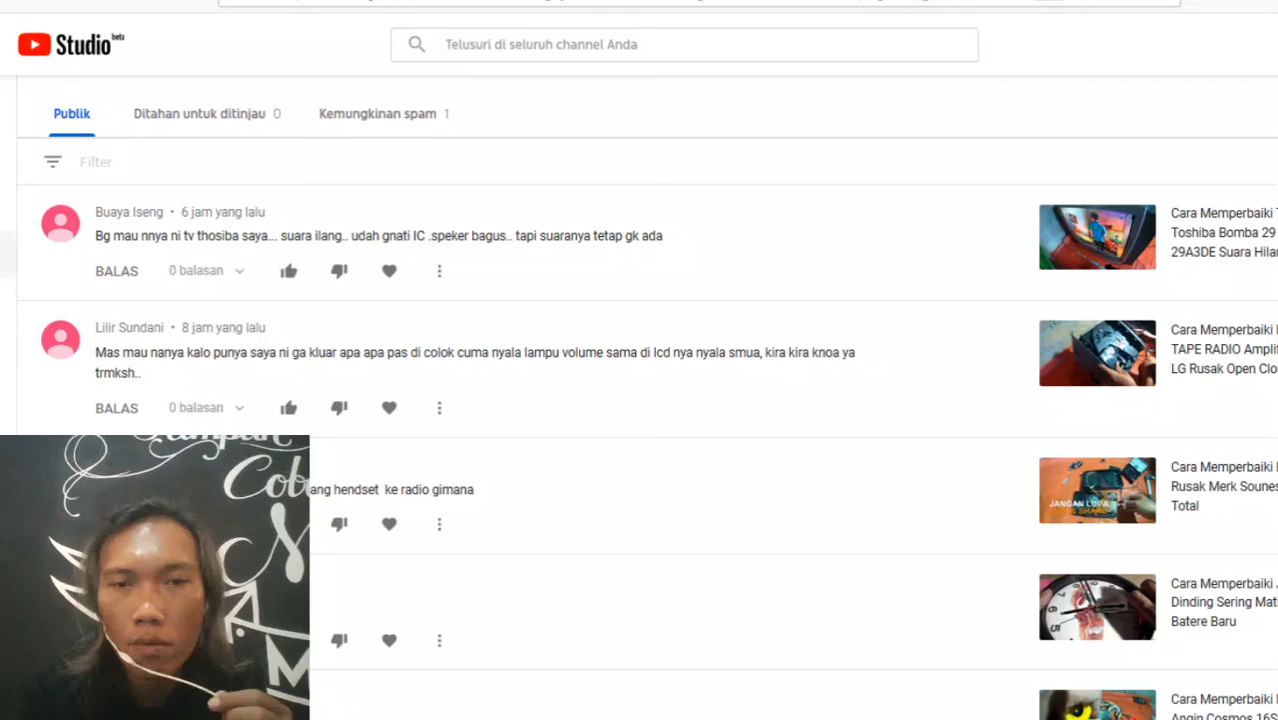 Studio beta
Telusuri di seluruh channel Anda
Publik
Ditahan untuk ditinjau 0
Kemungkinan spam 1
Filter
Buaya Iseng • 6 jam yang lalu
Bg mau nnya ni tv thosiba saya... suara ilang.. udah gnati IC .speker bagus.. tapi suaranya tetap gk ada
BALAS 0 balasan
Cara Memperbaiki
Toshiba Bomba 29
29A3DE Suara Hila
Lilir Sundani • 8 jam yang lalu
Mas mau nanya kalo punya saya ni ga kluar apa apa pas di colok cuma nyala lampu volume sama di lcd nya nyala smua, kira kira knoa ya
trmksh..
BALAS 0 balasan
Cara Memperbaiki
TAPE RADIO Amplif
LG Rusak Open Clo
ang hendset ke radio gimana
JANGAN LUPA
Cara Memperbaiki
Rusak Merk Sounes
Total
Cara Memperbaiki
Dinding Sering Mati
Batere Baru
Cara Memperbaiki
Angin Cosmos 16S